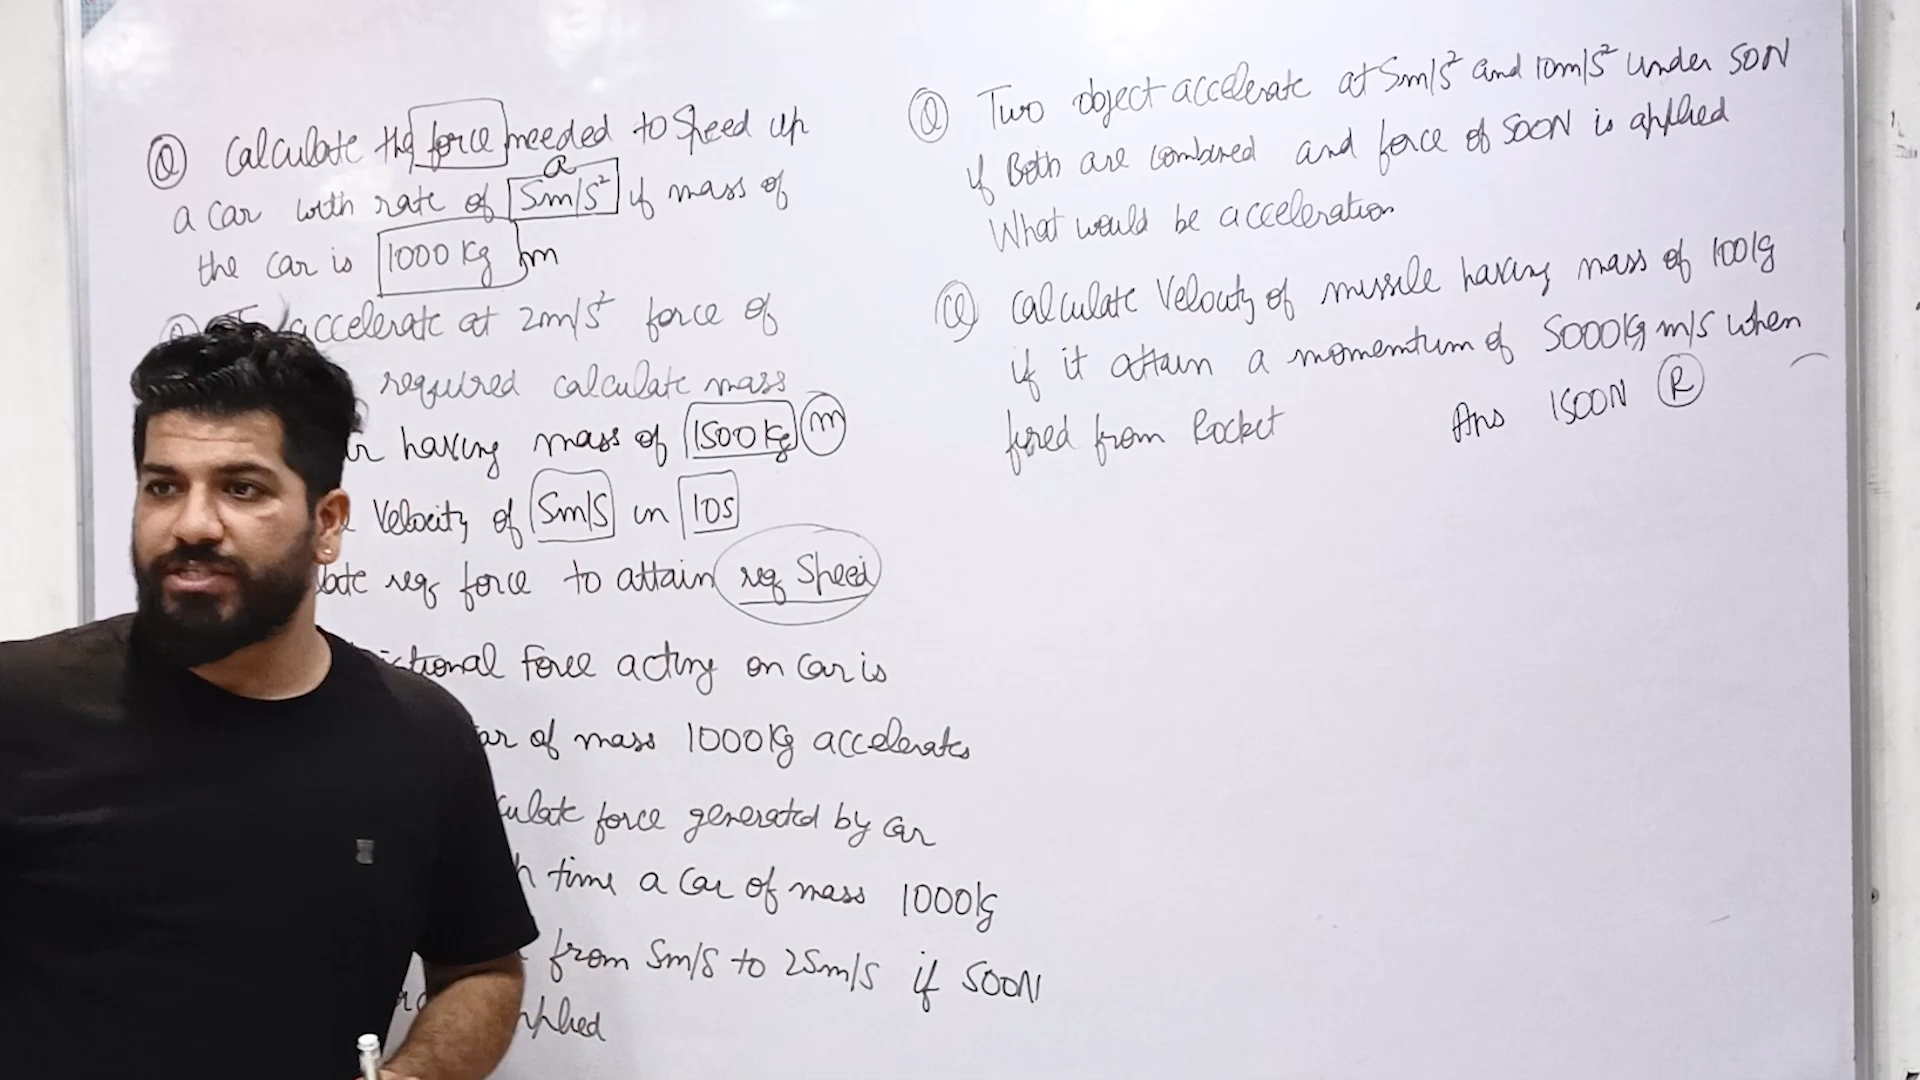 Q Calculate the force needed to Speed up
a
a Car with rate of 5m/s² if mass of
the Car is 1000 Kg m
accelerate at 2m/s² force of
required calculate mass
having mass of 1500 Kg m
Velocity of 5m/s in 10s
req force to attain req Speed
Force acting on Car is
of mass 1000Kg accelerates
force generated by Car
time a Car of mass 1000Kg
from 5m/s to 25m/s if 500N
Q Two object accelerate at 5m/s² and 10m/s² under 50N
if Both are combined and force of 500N is applied
What would be acceleration
Q Calculate Velocity of missile having mass of 100Kg
if it attain a momentum of 5000Kg m/s when
fired from Rocket
Ans 1500N R